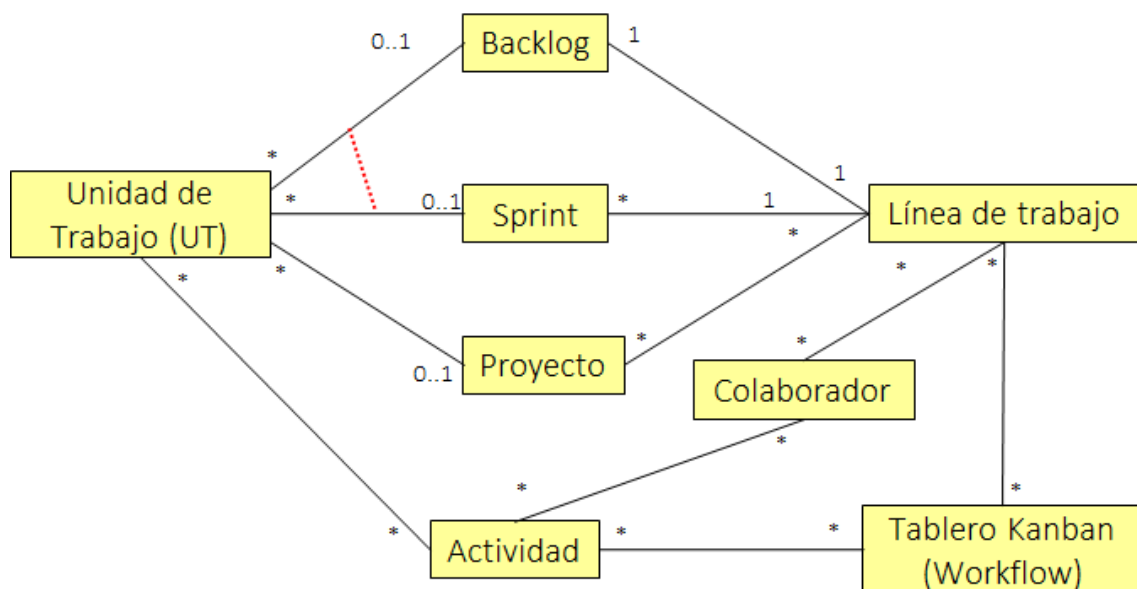 0..1
Backlog
1
*
Unidad de
Trabajo (UT)
*
0..1
Sprint
*
1
1
*
Línea de trabajo
*
*
0..1
Proyecto
*
*
*
*
Colaborador
*
*
*
Actividad
*
*
*
Tablero Kanban
(Workflow)